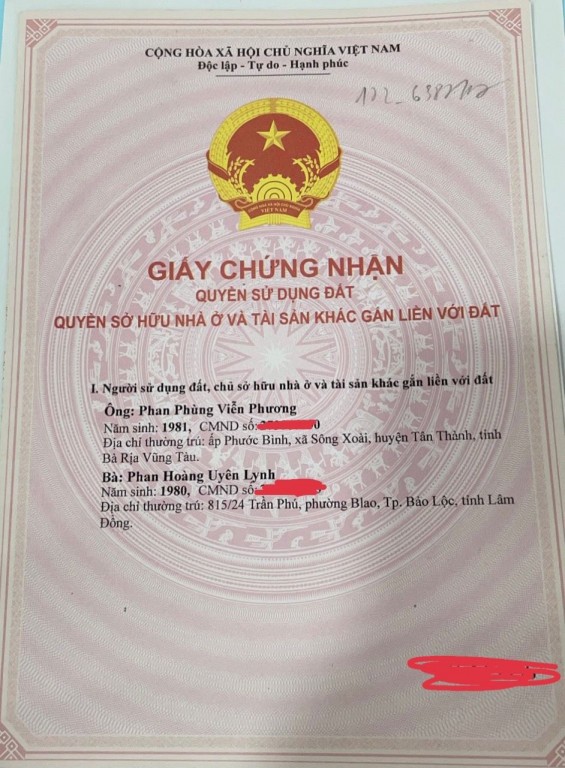 CỘNG HÒA XÃ HỘI CHỦ NGHĨA VIỆT NAM
Độc lập - Tự do - Hạnh phúc
VIỆT NAM
GIẤY CHỨNG NHẬN
QUYỀN SỬ DỤNG ĐẤT
QUYỀN SỞ HỮU NHÀ Ở VÀ TÀI SẢN KHÁC GẮN LIỀN VỚI ĐẤT
I. Người sử dụng đất, chủ sở hữu nhà ở và tài sản khác gắn liền với đất
Ông: Phan Phùng Viễn Phương
Năm sinh: 1981, CMND số:
Địa chỉ thường trú: ấp Phước Bình, xã Sông Xoài, huyện Tân Thành, tỉnh
Bà Rịa Vũng Tàu.
Bà: Phan Hoàng Uyên Lynh
Năm sinh: 1980, CMND số:
Địa chỉ thường trú: 815/24 Trần Phú, phường Blao, Tp. Bảo Lộc, tỉnh Lâm
Đồng.